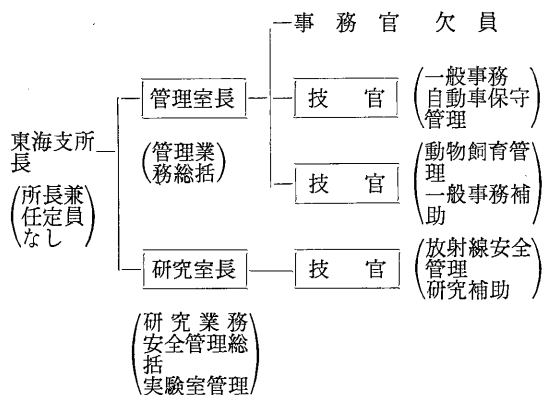 事務官 欠員
管理室長
技官
(一般事務
自動車保守
管理)
東海支所
長
(所長兼
任定員
なし)
(管理業
務総括)
技官
(動物飼育管
理
一般事務補
助)
研究室長
技官
(放射線安全
管理
研究補助)
(研究業務
安全管理総
括
実験室管理)